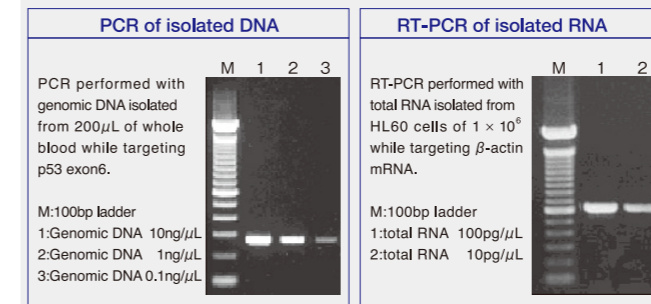 PCR of isolated DNA
M 1 2 3
PCR performed with
genomic DNA isolated
from 200μL of whole
blood while targeting
p53 exon6.
M:100bp ladder
1:Genomic DNA 10ng/μL
2:Genomic DNA 1ng/μL
3:Genomic DNA 0.1ng/μL
RT-PCR of isolated RNA
M 1 2
RT-PCR performed with
total RNA isolated from
HL60 cells of 1 × 10⁶
while targeting β-actin
mRNA.
M:100bp ladder
1:total RNA 100pg/μL
2:total RNA 10pg/μL